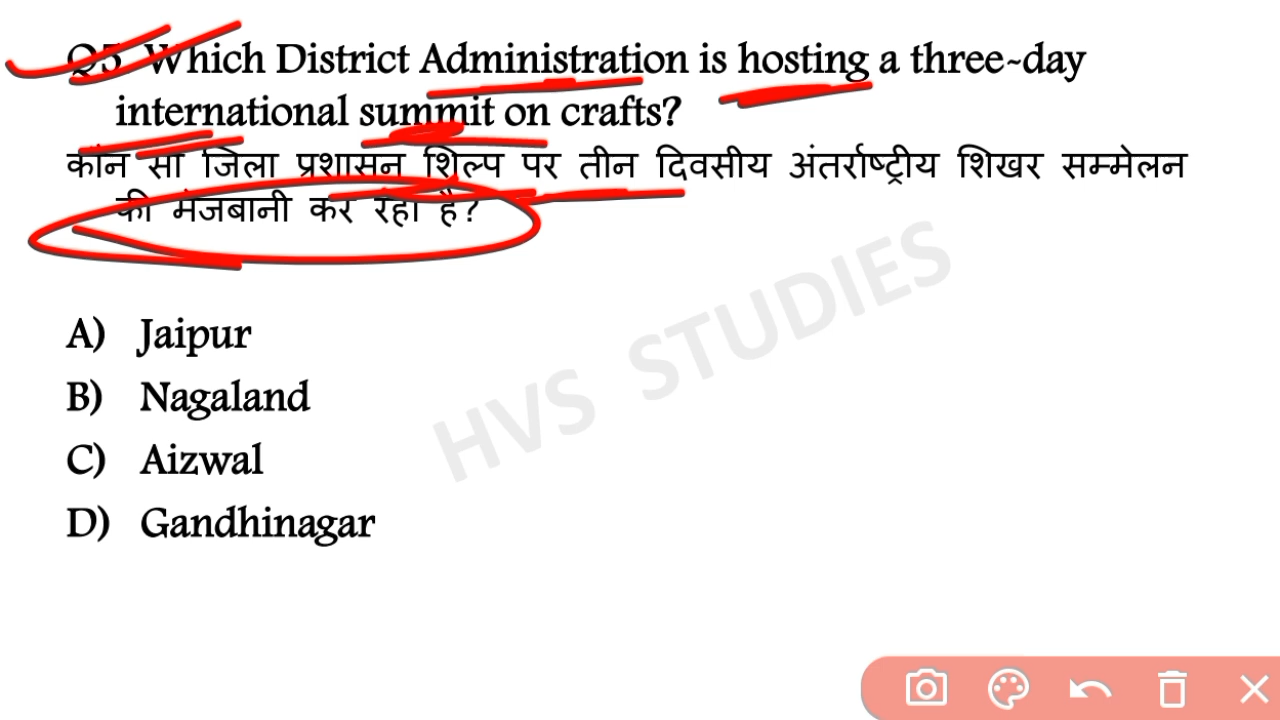 Q5. Which District Administration is hosting a three-day
international summit on crafts?
कौन सा जिला प्रशासन शिल्प पर तीन दिवसीय अंतर्राष्ट्रीय शिखर सम्मेलन
की मेजबानी कर रहा है?
HVS STUDIES
A) Jaipur
B) Nagaland
C) Aizwal
D) Gandhinagar